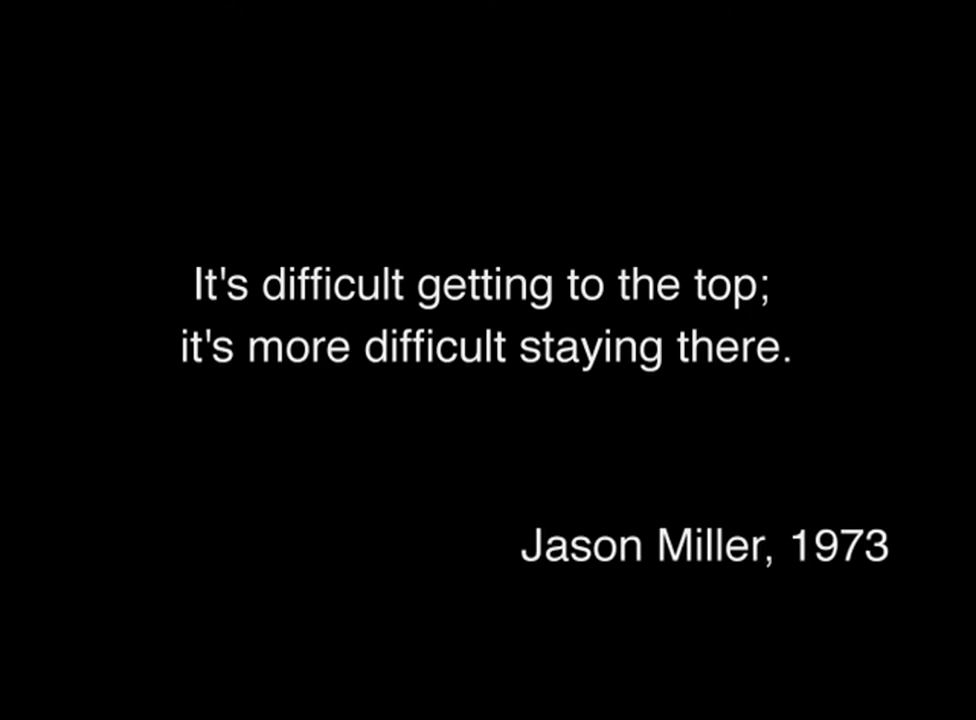 It's difficult getting to the top;
it's more difficult staying there.
Jason Miller, 1973